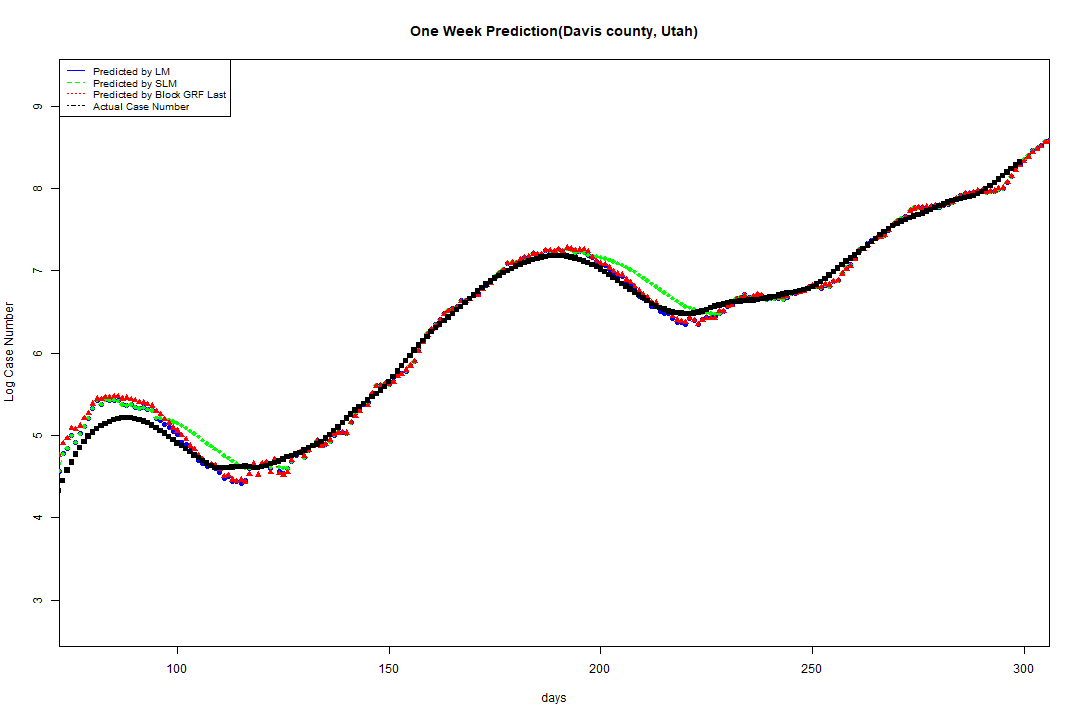 One Week Prediction(Davis county, Utah)
Predicted by LM
Predicted by SLM
Predicted by Block GRF Last
Actual Case Number
9
8
7
6
5
4
3
Log Case Number
100 150 200 250 300
days